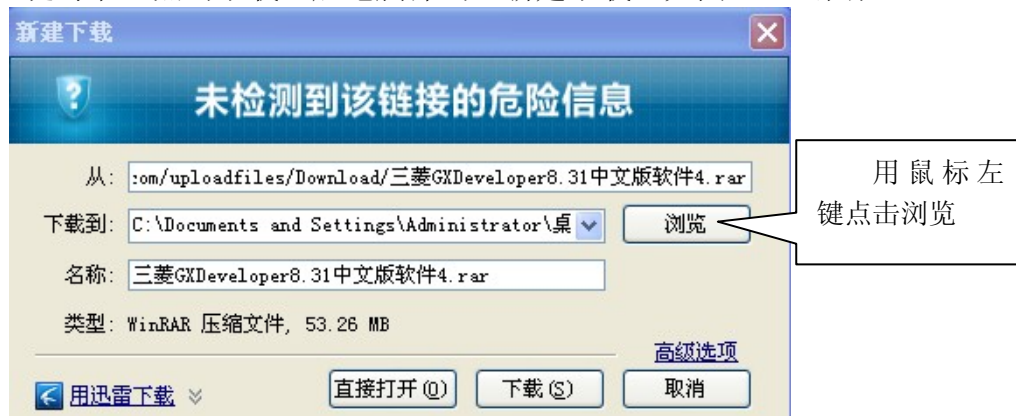 新建下载
未检测到该链接的危险信息
从: :om/uploadfiles/Download/三菱GXDeveloper8.31中文版软件4.rar
下载到: C:\Documents and Settings\Administrator\桌 浏览
用鼠标左
键点击浏览
名称: 三菱GXDeveloper8.31中文版软件4.rar
类型: WinRAR 压缩文件, 53.26 MB
高级选项
用迅雷下载 直接打开(O) 下载(S) 取消